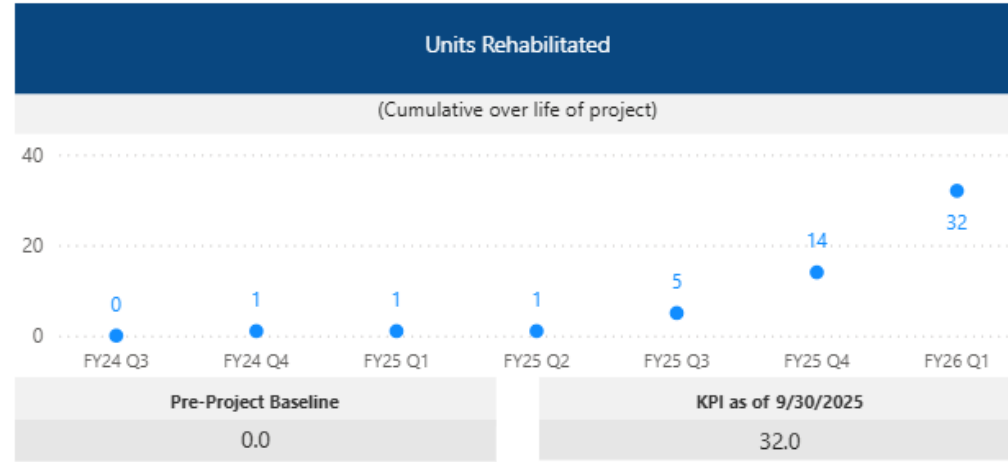 Units Rehabilitated
(Cumulative over life of project)
40
20
0
0
1
1
1
5
14
32
FY24 Q3 FY24 Q4 FY25 Q1 FY25 Q2 FY25 Q3 FY25 Q4 FY26 Q1
Pre-Project Baseline KPI as of 9/30/2025
0.0 32.0